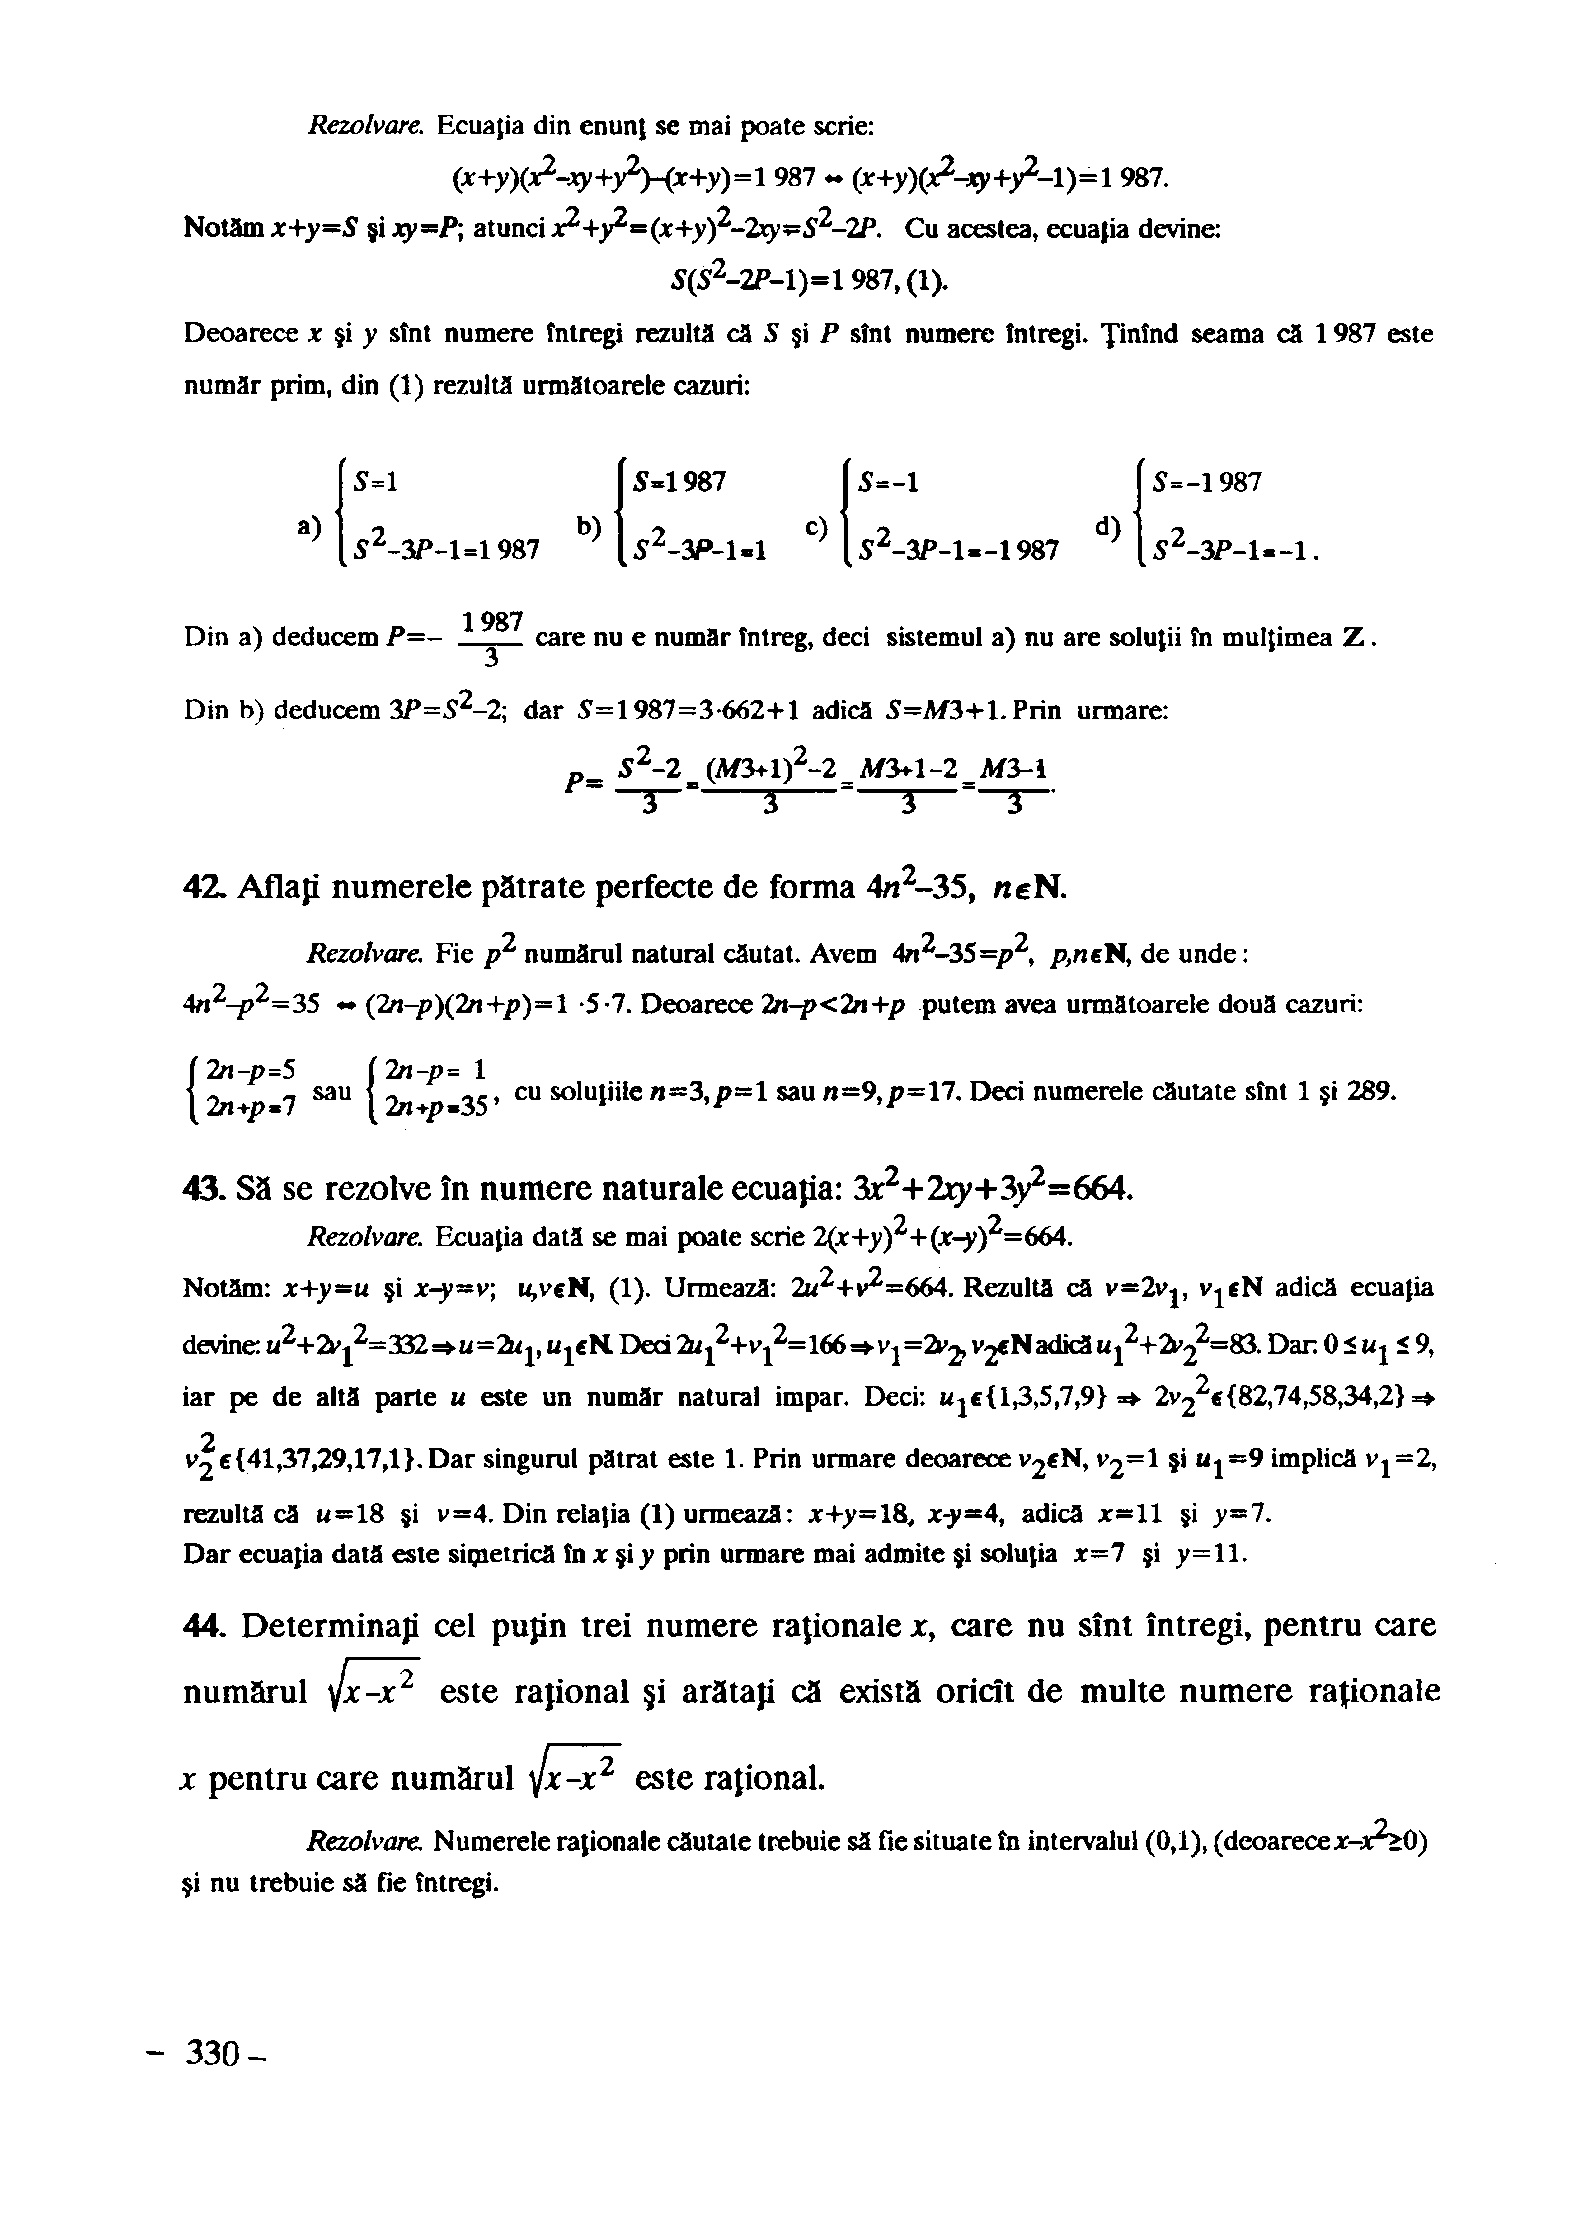 Rezolvare. Ecuaţia din enunţ se mai poate scrie:
(x+y)(x²-xy+y²)-(x+y)=1 987 ↔ (x+y)(x²-xy+y²-1)=1 987.
Notăm x+y=S şi xy=P; atunci x²+y²=(x+y)²-2xy=S²-2P. Cu acestea, ecuaţia devine:
S(S²-2P-1)=1 987, (1).
Deoarece x şi y sînt numere întregi rezultă că S şi P sînt numere întregi. Ţinînd seama că 1 987 este
număr prim, din (1) rezultă următoarele cazuri:
a) { S=1
S²-3P-1=1 987
b) { S=1 987
S²-3P-1=1
c) { S=-1
S²-3P-1=-1 987
d) { S=-1 987
S²-3P-1=-1.
Din a) deducem P=- 1 987/3 care nu e număr întreg, deci sistemul a) nu are soluţii în mulţimea Z.
Din b) deducem 3P=S²-2; dar S=1 987=3·662+1 adică S=M3+1. Prin urmare:
P= (S²-2)/3 = ((M3+1)²-2)/3 = (M3+1-2)/3 = (M3-1)/3.
42. Aflaţi numerele pătrate perfecte de forma 4n²-35, nєN.
Rezolvare. Fie p² numărul natural căutat. Avem 4n²-35=p², p,nєN, de unde:
4n²-p²=35 ↔ (2n-p)(2n+p)=1 ·5·7. Deoarece 2n-p<2n+p putem avea următoarele două cazuri:
{ 2n-p=5 sau { 2n-p= 1
2n+p=7 2n+p=35, cu soluţiile n=3, p=1 sau n=9, p=17. Deci numerele căutate sînt 1 şi 289.
43. Să se rezolve în numere naturale ecuaţia: 3x²+2xy+3y²=664.
Rezolvare. Ecuaţia dată se mai poate scrie 2(x+y)²+(x-y)²=664.
Notăm: x+y=u şi x-y=v; u,vєN, (1). Urmează: 2u²+v²=664. Rezultă că v=2v₁, v₁єN adică ecuaţia
devine: u²+2v₁²=332⇒u=2u₁, u₁єN. Deci 2u₁²+v₁²=166⇒v₁=2v₂, v₂єN adică u₁²+2v₂²=83. Dar: 0≤u₁≤9,
iar pe de altă parte u este un număr natural impar. Deci: u₁є{1,3,5,7,9} ⇒ 2v₂²є{82,74,58,34,2}⇒
v₂²є{41,37,29,17,1}. Dar singurul pătrat este 1. Prin urmare deoarece v₂єN, v₂=1 şi u₁=9 implică v₁=2,
rezultă că u=18 şi v=4. Din relaţia (1) urmează: x+y=18, x-y=4, adică x=11 şi y=7.
Dar ecuaţia dată este simetrică în x şi y prin urmare mai admite şi soluţia x=7 şi y=11.
44. Determinaţi cel puţin trei numere raţionale x, care nu sînt întregi, pentru care
numărul √(x-x²) este raţional şi arătaţi că există oricît de multe numere raţionale
x pentru care numărul √(x-x²) este raţional.
Rezolvare. Numerele raţionale căutate trebuie să fie situate în intervalul (0,1), (deoarece x-x²≥0)
şi nu trebuie să fie întregi.
- 330 -